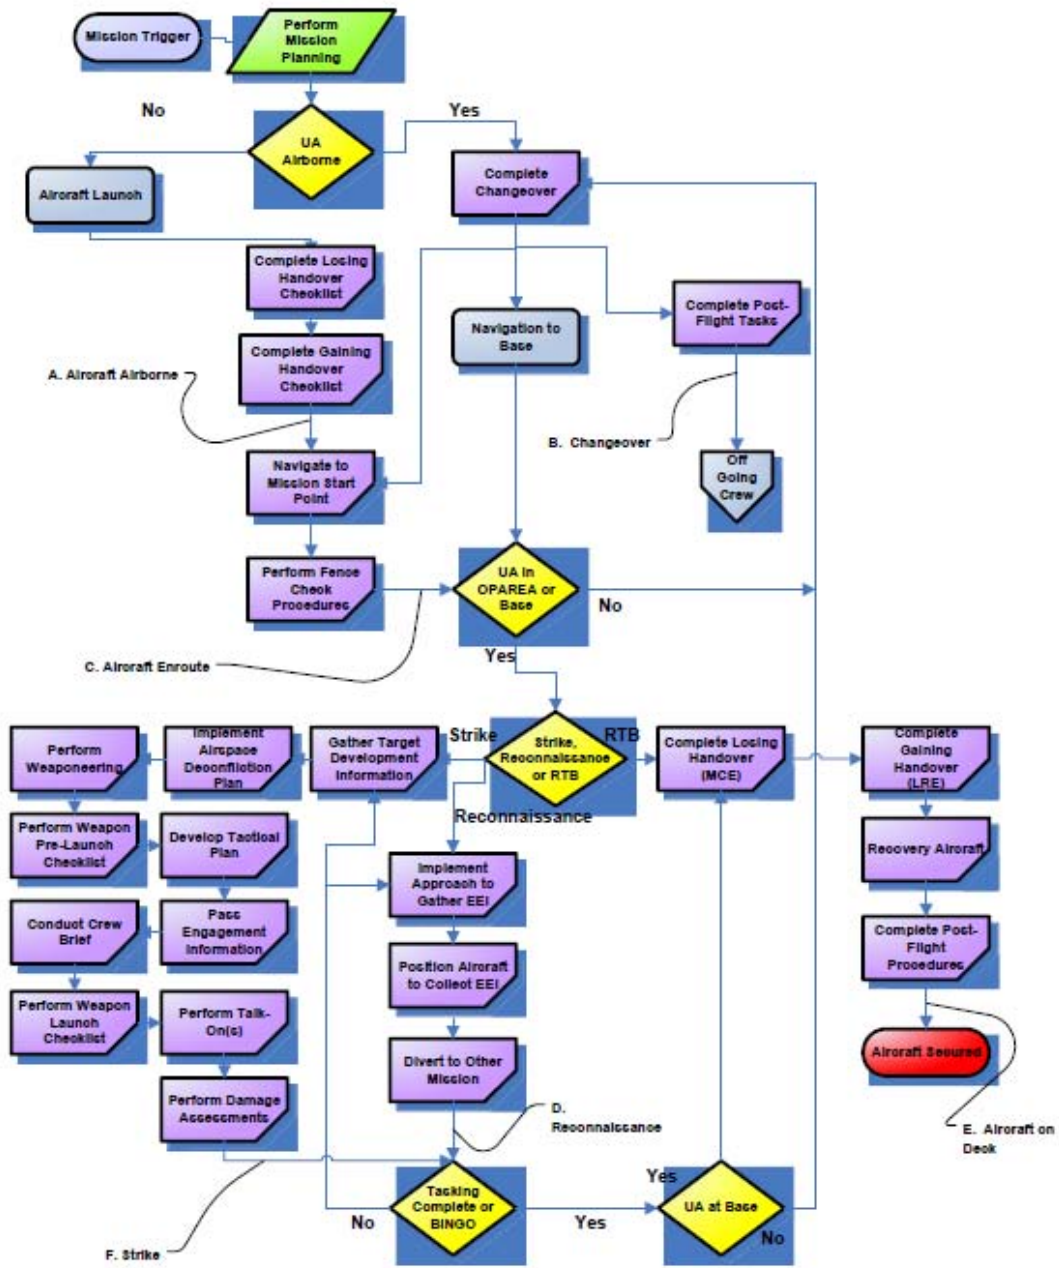 Mission Trigger
Perform
Mission
Planning
No
Yes
UA
Airborne
Aircraft Launch
Complete
Changeover
Complete Losing
Handover
Checklist
Complete Post-
Flight Tasks
Navigation to
Base
Complete Gaining
Handover
Checklist
A. Aircraft Airborne
B. Changeover
Off
Going
Crew
Navigate to
Mission Start
Point
Perform Fence
Check
Procedures
UA in
OPAREA or
Base
No
C. Aircraft Enroute
Yes
Perform
Weaponeering
Implement
Airspace
Deconfliction
Plan
Gather Target
Development
Information
Strike
Strike,
Reconnaissance
or RTB
RTB
Complete Losing
Handover
(MCE)
Complete
Gaining
Handover
(LRE)
Reconnaissance
Perform Weapon
Pre-Launch
Checklist
Develop Tactical
Plan
Implement
Approach to
Gather EEI
Recovery Aircraft
Conduct Crew
Brief
Pass
Engagement
Information
Position Aircraft
to Collect EEI
Complete Post-
Flight
Procedures
Perform Weapon
Launch
Checklist
Perform Talk-
On(s)
Divert to Other
Mission
Aircraft Secured
Perform Damage
Assessments
D.
Reconnaissance
E. Aircraft on
Deck
Tasking
Complete or
BINGO
No
Yes
Yes
UA at Base
No
F. Strike